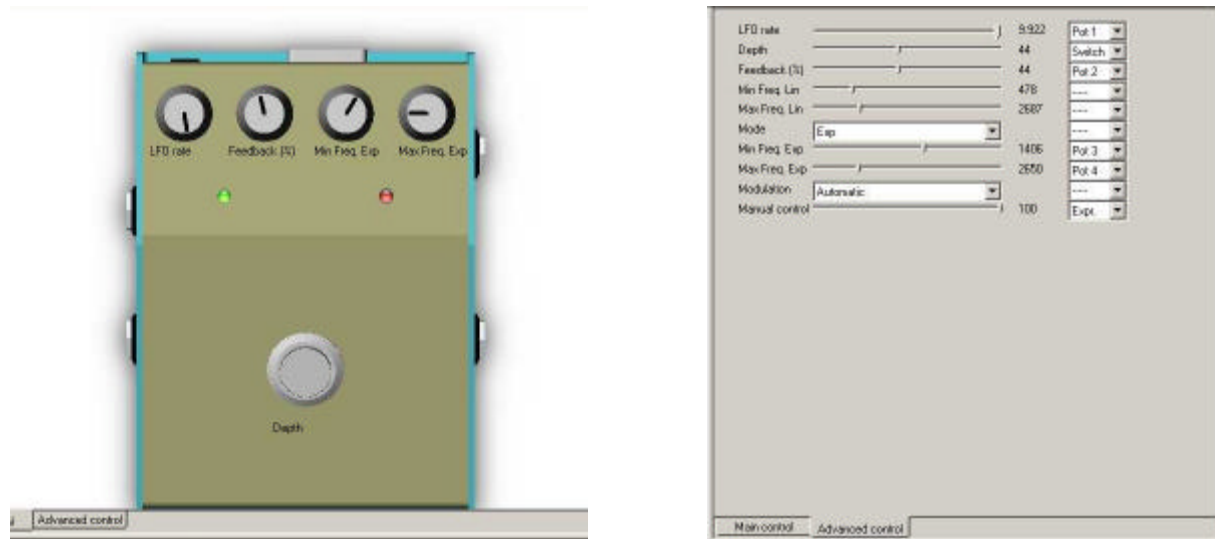 LFO rate Feedback (%) Min Freq. Exp Max Freq. Exp
Depth
Advanced control
LFO rate 9.922 Pot 1
Depth 44 Switch
Feedback (%) 44 Pot 2
Min Freq. Lin 478 ---
Max Freq. Lin 2687 ---
Mode Exp ---
Min Freq. Exp 1406 Pot 3
Max Freq. Exp 2650 Pot 4
Modulation Automatic ---
Manual control 100 Expr.
Main control Advanced control